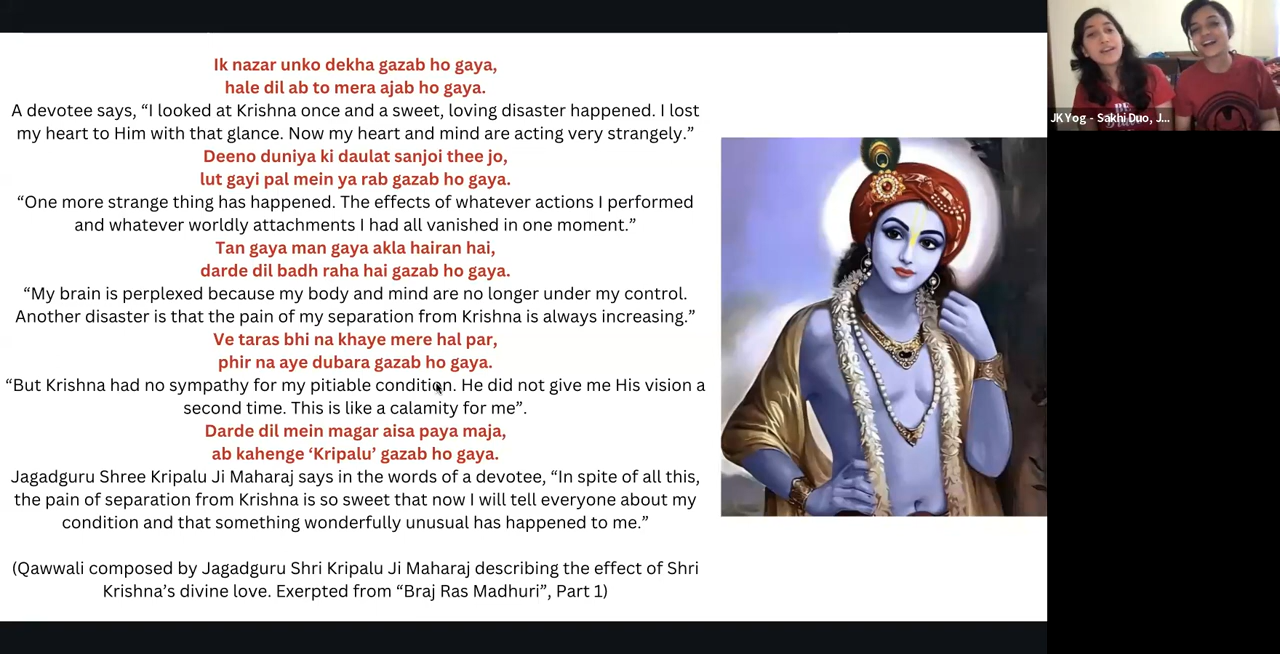 Ik nazar unko dekha gazab ho gaya,
hale dil ab to mera ajab ho gaya.
A devotee says, “I looked at Krishna once and a sweet, loving disaster happened. I lost
my heart to Him with that glance. Now my heart and mind are acting very strangely.”
Deeno duniya ki daulat sanjoi thee jo,
lut gayi pal mein ya rab gazab ho gaya.
“One more strange thing has happened. The effects of whatever actions I performed
and whatever worldly attachments I had all vanished in one moment.”
Tan gaya man gaya akla hairan hai,
darde dil badh raha hai gazab ho gaya.
“My brain is perplexed because my body and mind are no longer under my control.
Another disaster is that the pain of my separation from Krishna is always increasing.”
Ve taras bhi na khaye mere hal par,
phir na aye dubara gazab ho gaya.
“But Krishna had no sympathy for my pitiable condition. He did not give me His vision a
second time. This is like a calamity for me”.
Darde dil mein magar aisa paya maja,
ab kahenge ‘Kripalu’ gazab ho gaya.
Jagadguru Shree Kripalu Ji Maharaj says in the words of a devotee, “In spite of all this,
the pain of separation from Krishna is so sweet that now I will tell everyone about my
condition and that something wonderfully unusual has happened to me.”
(Qawwali composed by Jagadguru Shri Kripalu Ji Maharaj describing the effect of Shri
Krishna’s divine love. Exerpted from “Braj Ras Madhuri”, Part 1)
BE
JKYog - Sakhi Duo, J...